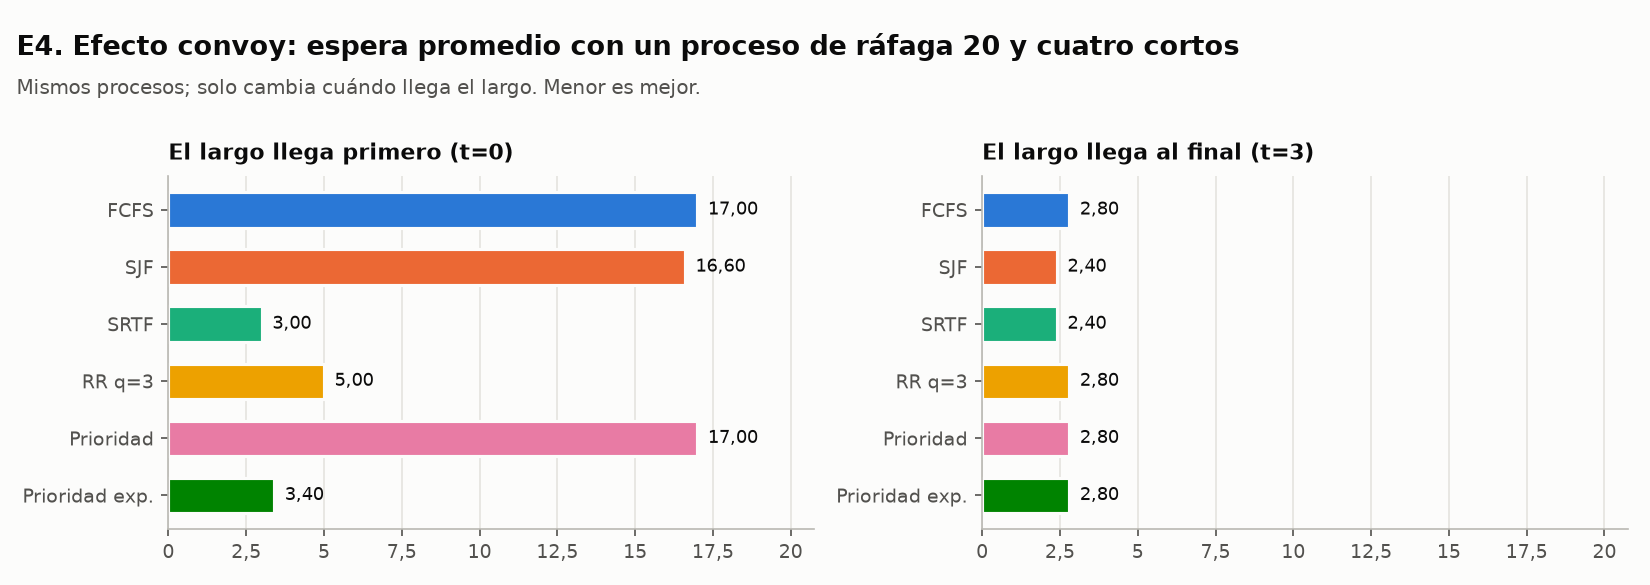 E4. Efecto convoy: espera promedio con un proceso de ráfaga 20 y cuatro cortos
Mismos procesos; solo cambia cuándo llega el largo. Menor es mejor.
El largo llega primero (t=0)
FCFS 17,00
SJF 16,60
SRTF 3,00
RR q=3 5,00
Prioridad 17,00
Prioridad exp. 3,40
0 2,5 5 7,5 10 12,5 15 17,5 20
El largo llega al final (t=3)
FCFS 2,80
SJF 2,40
SRTF 2,40
RR q=3 2,80
Prioridad 2,80
Prioridad exp. 2,80
0 2,5 5 7,5 10 12,5 15 17,5 20